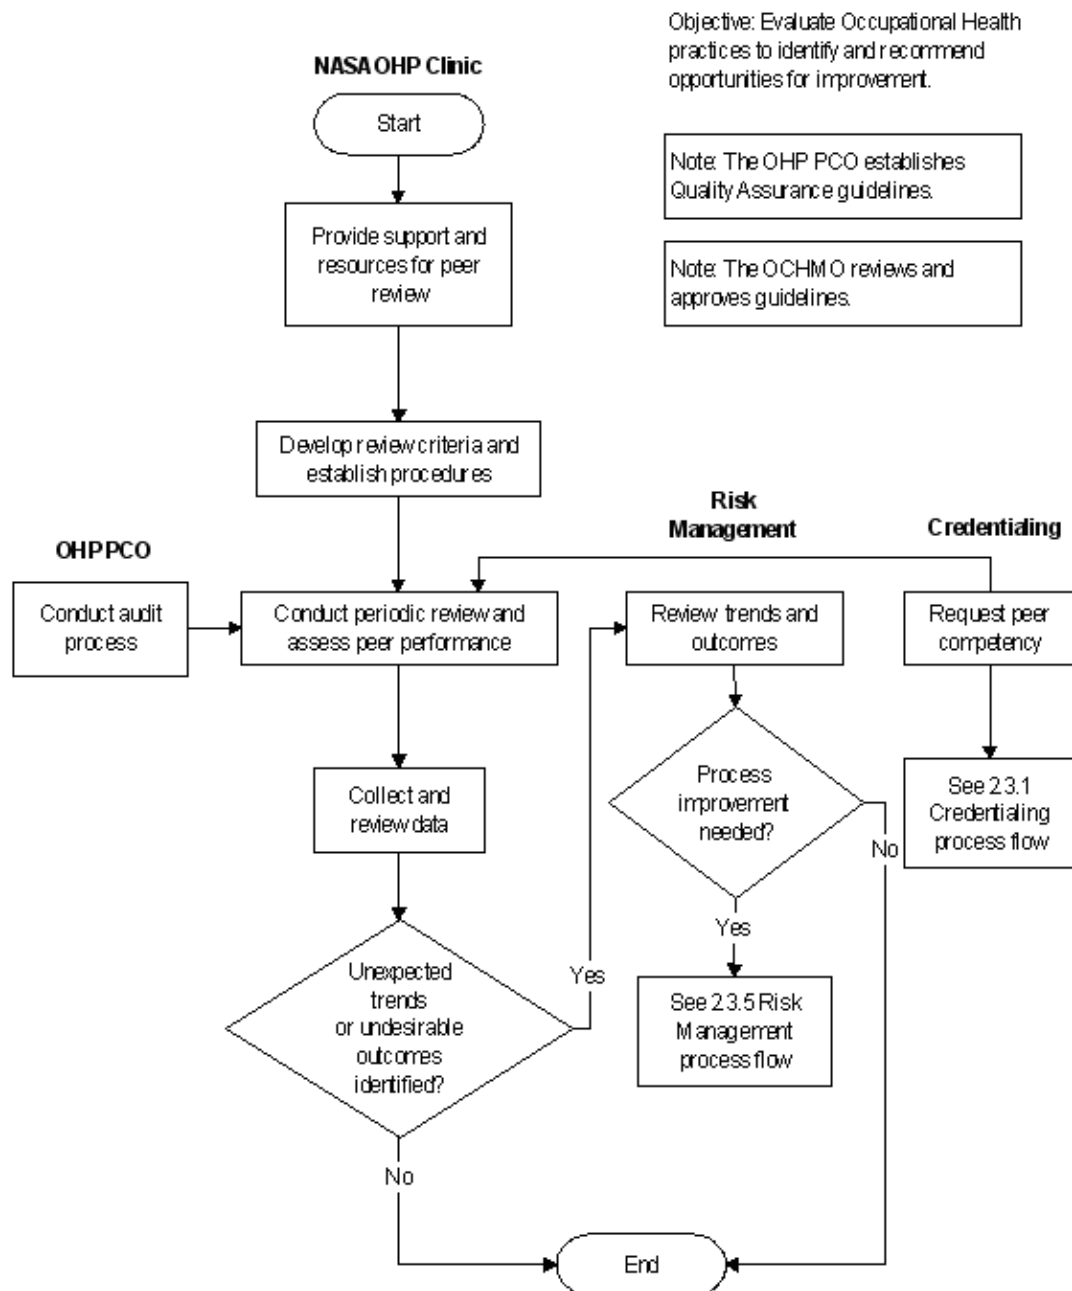 Objective: Evaluate Occupational Health
practices to identify and recommend
opportunities for improvement.
NASA OHP Clinic
Start
Note: The OHP PCO establishes
Quality Assurance guidelines.
Provide support and
resources for peer
review
Note: The OCHMO reviews and
approves guidelines.
Develop review criteria and
establish procedures
Risk
Management
Credentialing
OHP PCO
Conduct audit
process
Conduct periodic review and
assess peer performance
Review trends and
outcomes
Request peer
competency
Collect and
review data
Process
improvement
needed?
See 2.3.1
Credentialing
process flow
No
Yes
Unexpected
trends
or undesirable
outcomes
identified?
Yes
See 2.3.5 Risk
Management
process flow
No
End